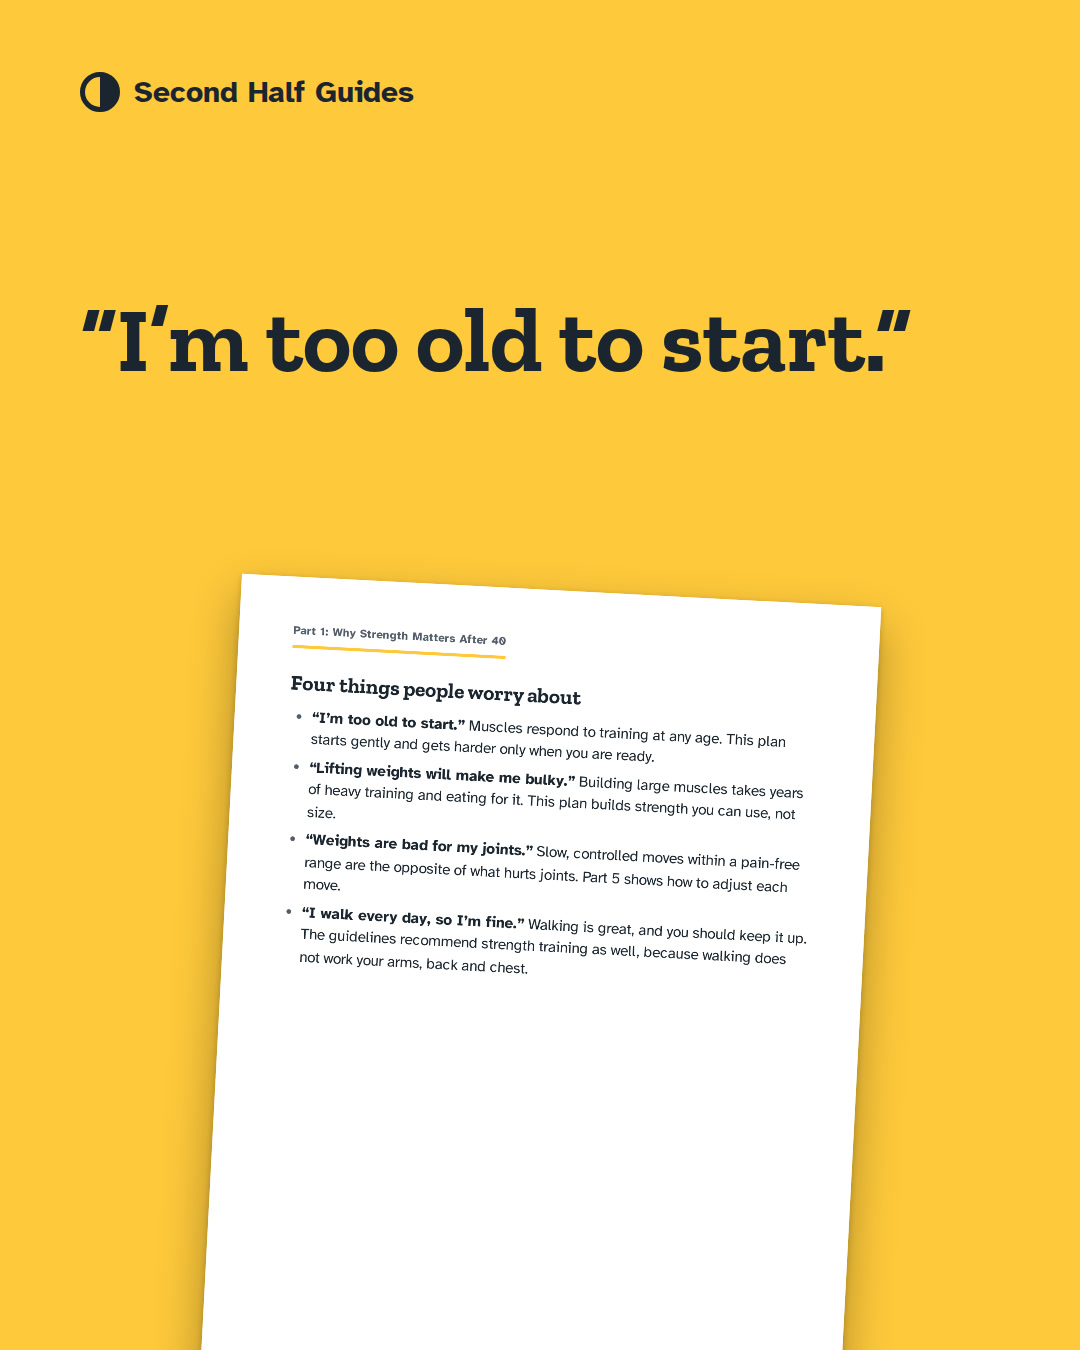 Second Half Guides
“I’m too old to start.”
Part 1: Why Strength Matters After 40
Four things people worry about
• “I’m too old to start.” Muscles respond to training at any age. This plan
starts gently and gets harder only when you are ready.
• “Lifting weights will make me bulky.” Building large muscles takes years
of heavy training and eating for it. This plan builds strength you can use, not
size.
• “Weights are bad for my joints.” Slow, controlled moves within a pain-free
range are the opposite of what hurts joints. Part 5 shows how to adjust each
move.
• “I walk every day, so I’m fine.” Walking is great, and you should keep it up.
The guidelines recommend strength training as well, because walking does
not work your arms, back and chest.